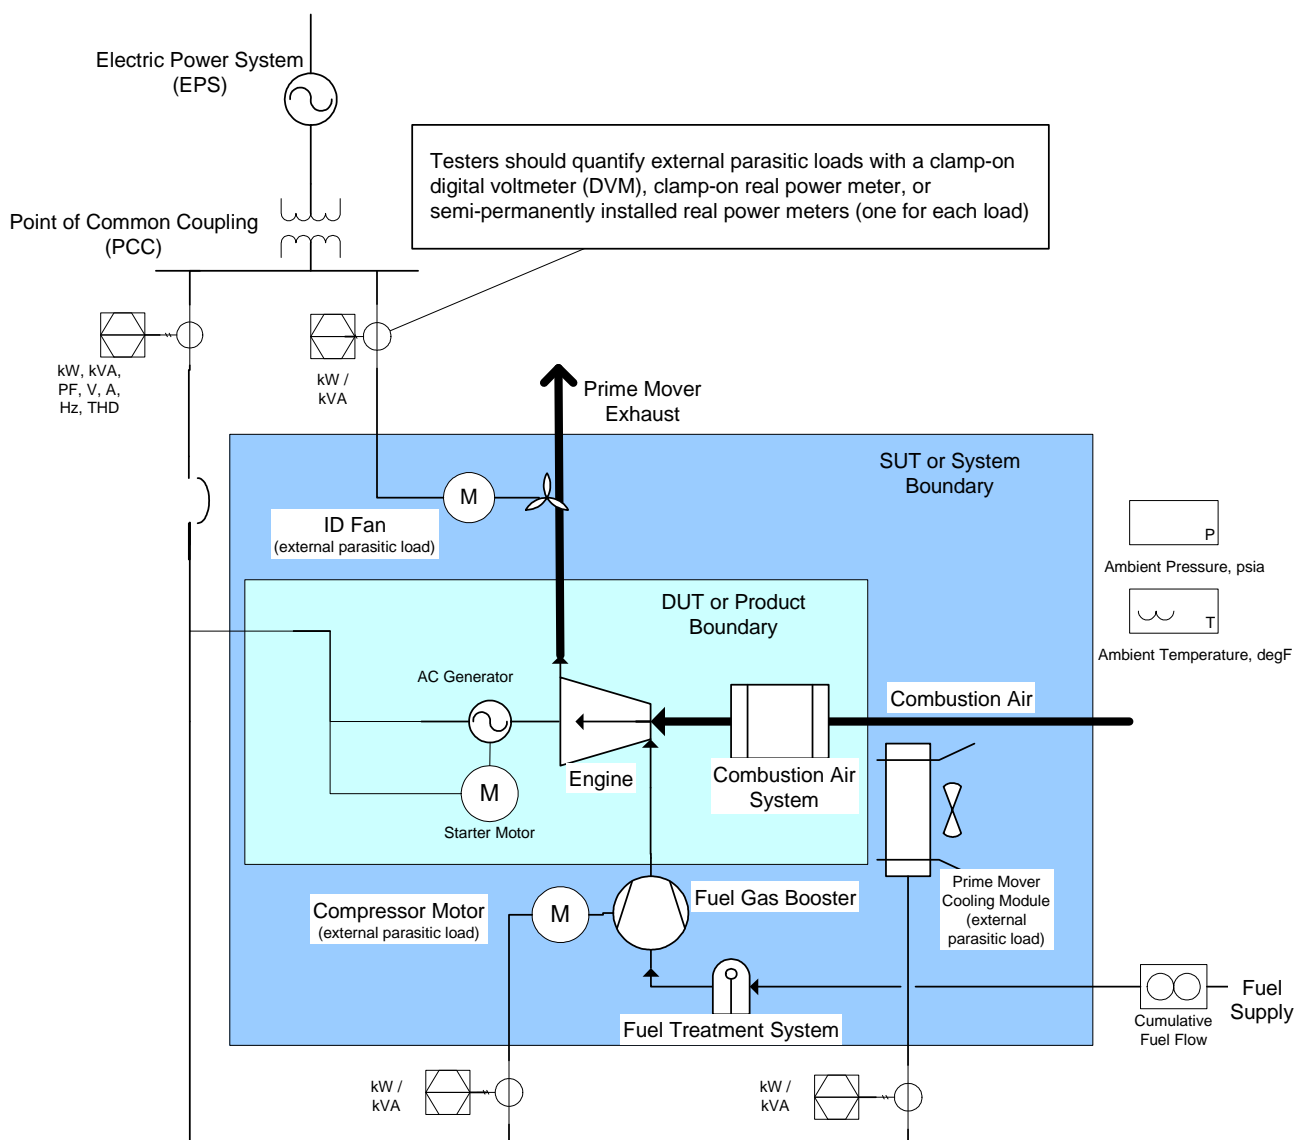 Electric Power System
(EPS)
Testers should quantify external parasitic loads with a clamp-on
digital voltmeter (DVM), clamp-on real power meter, or
semi-permanently installed real power meters (one for each load)
Point of Common Coupling
(PCC)
kW, kVA,
PF, V, A,
Hz, THD
kW /
kVA
Prime Mover
Exhaust
SUT or System
Boundary
M
ID Fan
(external parasitic load)
P
Ambient Pressure, psia
T
Ambient Temperature, degF
DUT or Product
Boundary
AC Generator
Combustion Air
Engine
Combustion Air
System
M
Starter Motor
Prime Mover
Cooling Module
(external
parasitic load)
Fuel Gas Booster
Compressor Motor
(external parasitic load)
M
Fuel Treatment System
Fuel
Supply
Cumulative
Fuel Flow
kW /
kVA
kW /
kVA